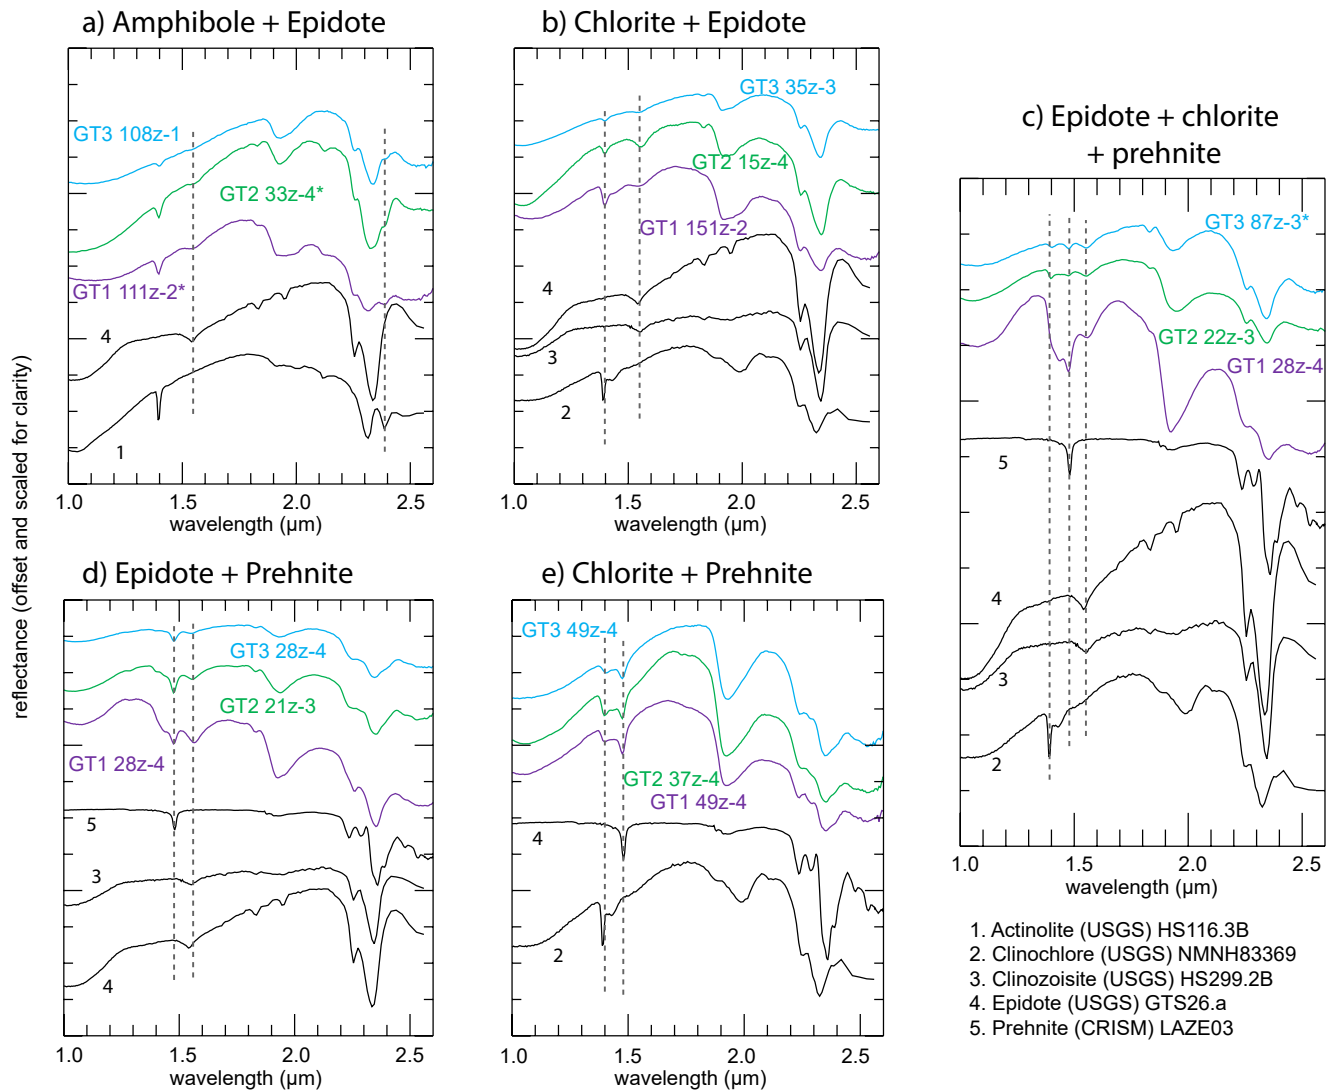 a) Amphibole + Epidote
GT3 108z-1
GT2 33z-4*
GT1 111z-2*
4
1
1.0 1.5 2.0 2.5
wavelength (µm)
b) Chlorite + Epidote
GT3 35z-3
GT2 15z-4
GT1 151z-2
4
3
2
1.0 1.5 2.0 2.5
wavelength (µm)
c) Epidote + chlorite
+ prehnite
GT3 87z-3*
GT2 22z-3
GT1 28z-4
5
4
3
2
1.0 1.5 2.0 2.5
wavelength (µm)
reflectance (offset and scaled for clarity)
d) Epidote + Prehnite
GT3 28z-4
GT2 21z-3
GT1 28z-4
5
3
4
1.0 1.5 2.0 2.5
wavelength (µm)
e) Chlorite + Prehnite
GT3 49z-4
GT2 37z-4
GT1 49z-4
4
2
1.0 1.5 2.0 2.5
wavelength (µm)
1. Actinolite (USGS) HS116.3B
2. Clinochlore (USGS) NMNH83369
3. Clinozoisite (USGS) HS299.2B
4. Epidote (USGS) GTS26.a
5. Prehnite (CRISM) LAZE03